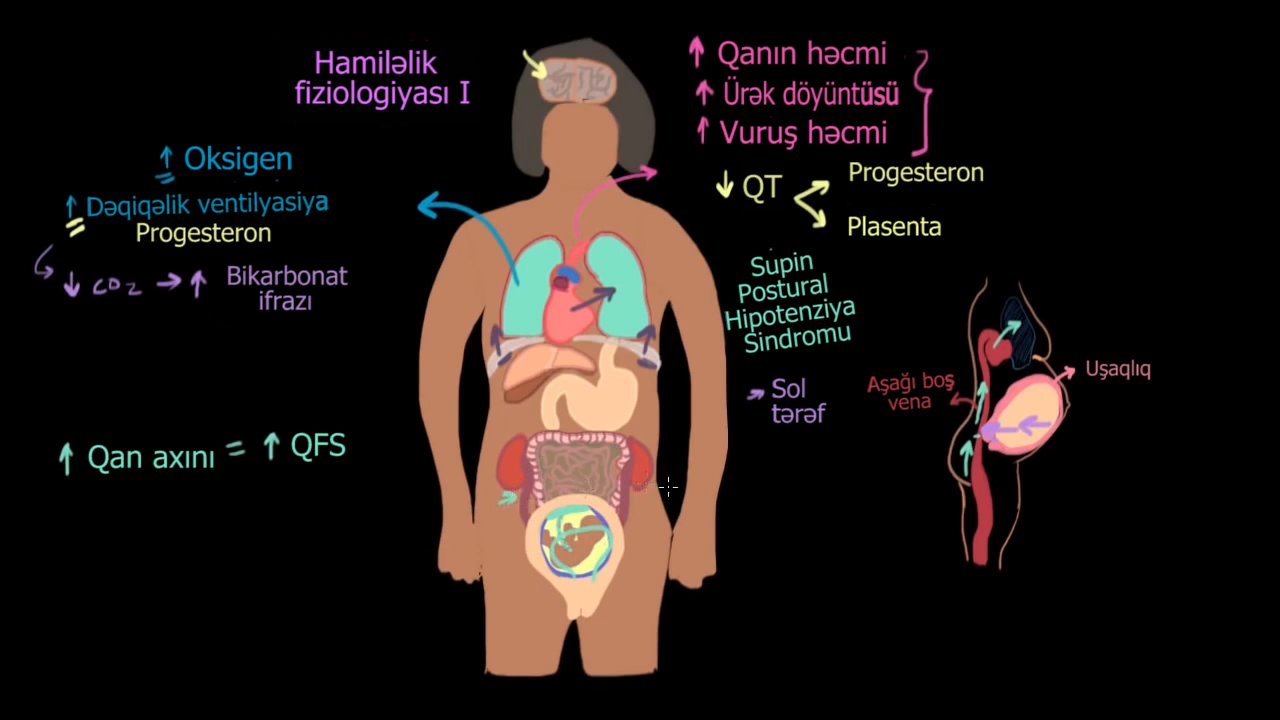 Hamiləlik
fiziologiyası I
↑ Oksigen
↑ Dəqiqəlik ventilyasiya
= Progesteron
↓ CO2 → ↑ Bikarbonat
ifrazı
↑ Qan axını = ↑ QFS
↑ Qanın həcmi
↑ Ürək döyüntüsü
↑ Vuruş həcmi
↓ QT
Progesteron
Plasenta
Supin
Postural
Hipotenziya
Sindromu
→ Sol
tərəf
Aşağı boş
vena
Uşaqlıq